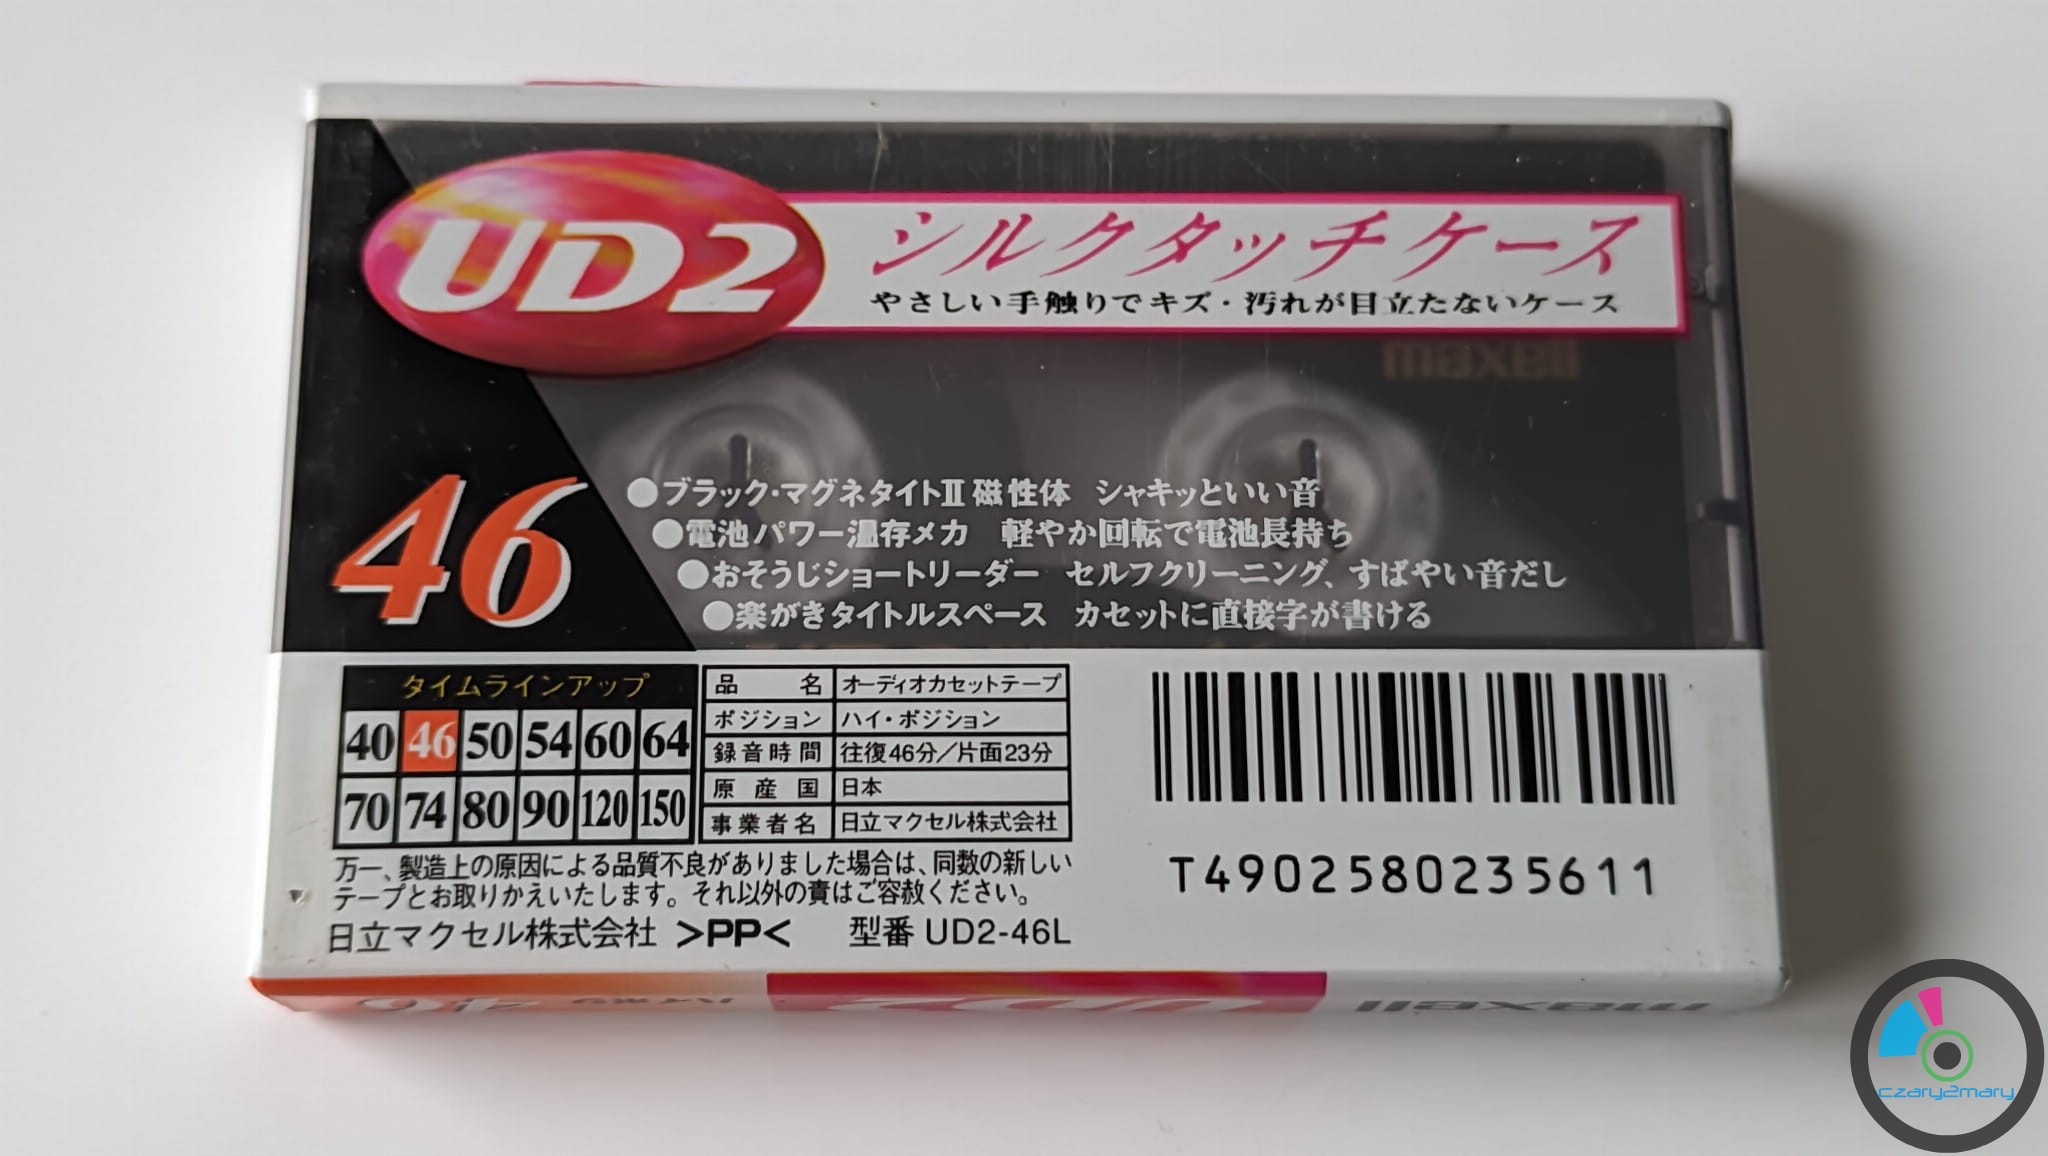 UD2
シルクタッチケース
やさしい手触りでキズ・汚れが目立たないケース
maxell
46
●ブラック・マグネタイトⅡ磁性体 シャキッといい音
●電池パワー温存メカ 軽やか回転で電池長持ち
●おそうじショートリーダー セルフクリーニング、すばやい音だし
●楽がきタイトルスペース カセットに直接字が書ける
タイムラインアップ
40 46 50 54 60 64
70 74 80 90 120 150
品名 オーディオカセットテープ
ポジション ハイ・ポジション
録音時間 往復46分/片面23分
原産国 日本
事業者名 日立マクセル株式会社
T4902580235611
万一、製造上の原因による品質不良がありました場合は、同数の新しい
テープとお取りかえいたします。それ以外の責はご容赦ください。
日立マクセル株式会社 >PP< 型番 UD2-46L
maxell
czary2mary